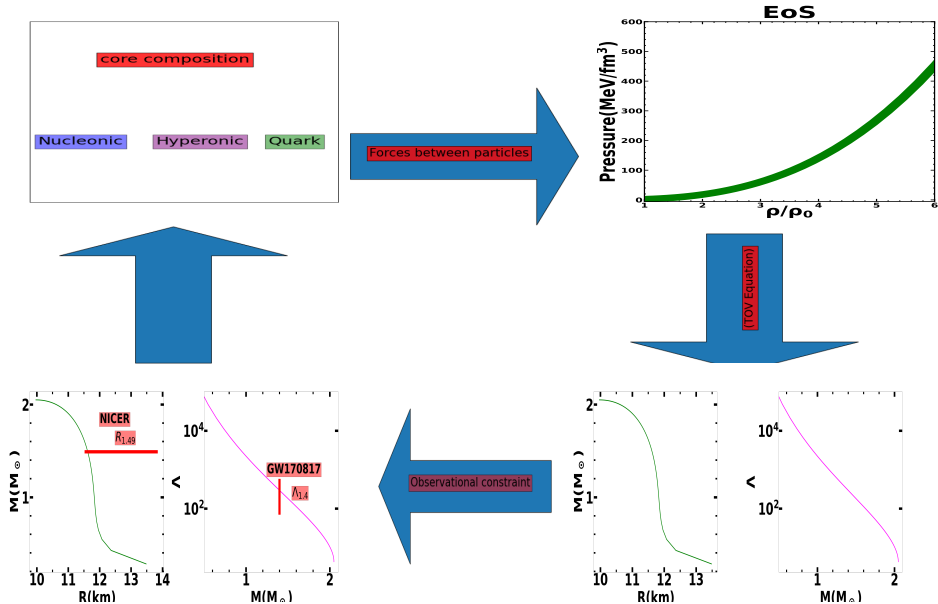 core composition
Nucleonic
Hyperonic
Quark
Forces between particles
EoS
600
500
400
300
200
100
0
Pressure(MeV/fm³)
1 2 3 4 5 6
ρ/ρ₀
(TOV Equation)
2
1
M(M⊙)
10 11 12 13
R(km)
10⁴
10²
Λ
1 2
M(M⊙)
Observational constraint
2
1
M(M⊙)
NICER
R₁.₄₉
10 11 12 13 14
R(km)
10⁴
10²
Λ
GW170817
Λ₁.₄
1 2
M(M⊙)